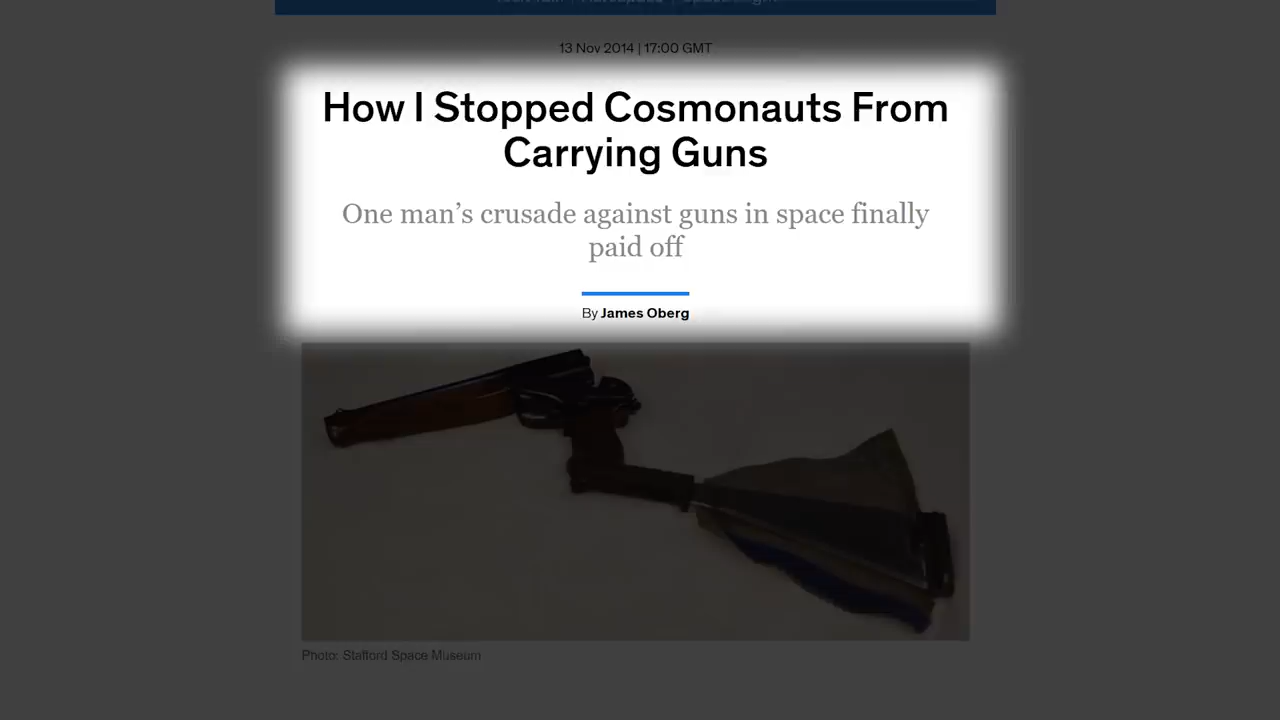 13 Nov 2014 | 17:00 GMT
How I Stopped Cosmonauts From
Carrying Guns
One man’s crusade against guns in space finally
paid off
By James Oberg
Photo: Stafford Space Museum